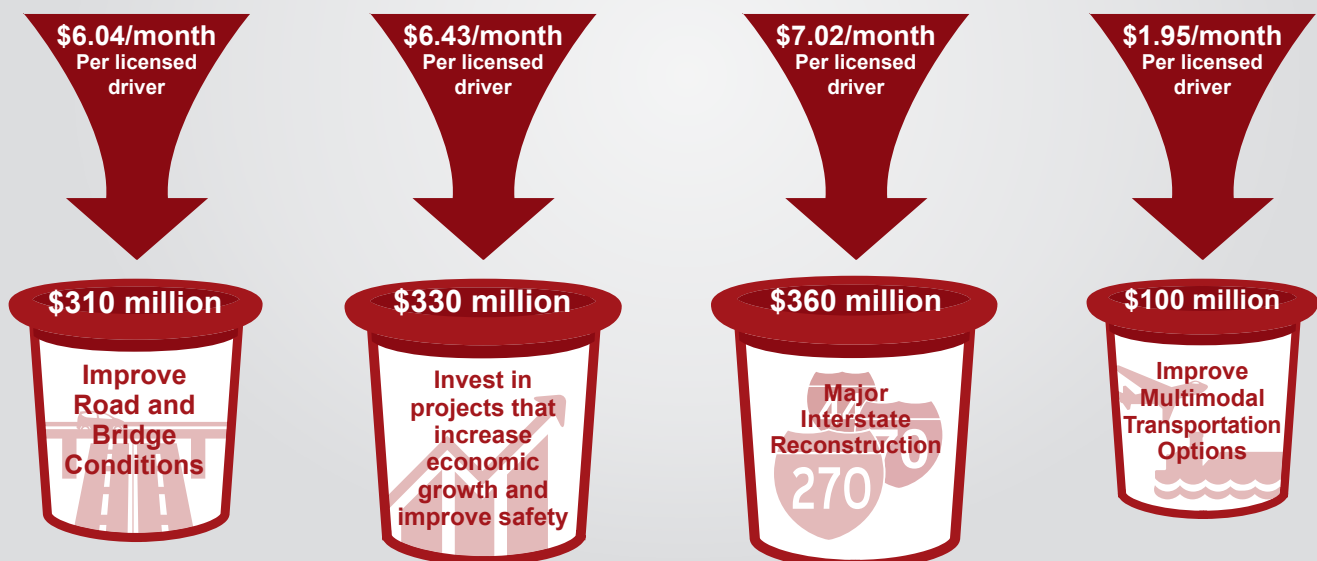 $6.04/month
Per licensed
driver
$310 million
Improve
Road and
Bridge
Conditions
$6.43/month
Per licensed
driver
$330 million
Invest in
projects that
increase
economic
growth and
improve safety
$7.02/month
Per licensed
driver
$360 million
Major
Interstate
Reconstruction
44
70
270
$1.95/month
Per licensed
driver
$100 million
Improve
Multimodal
Transportation
Options